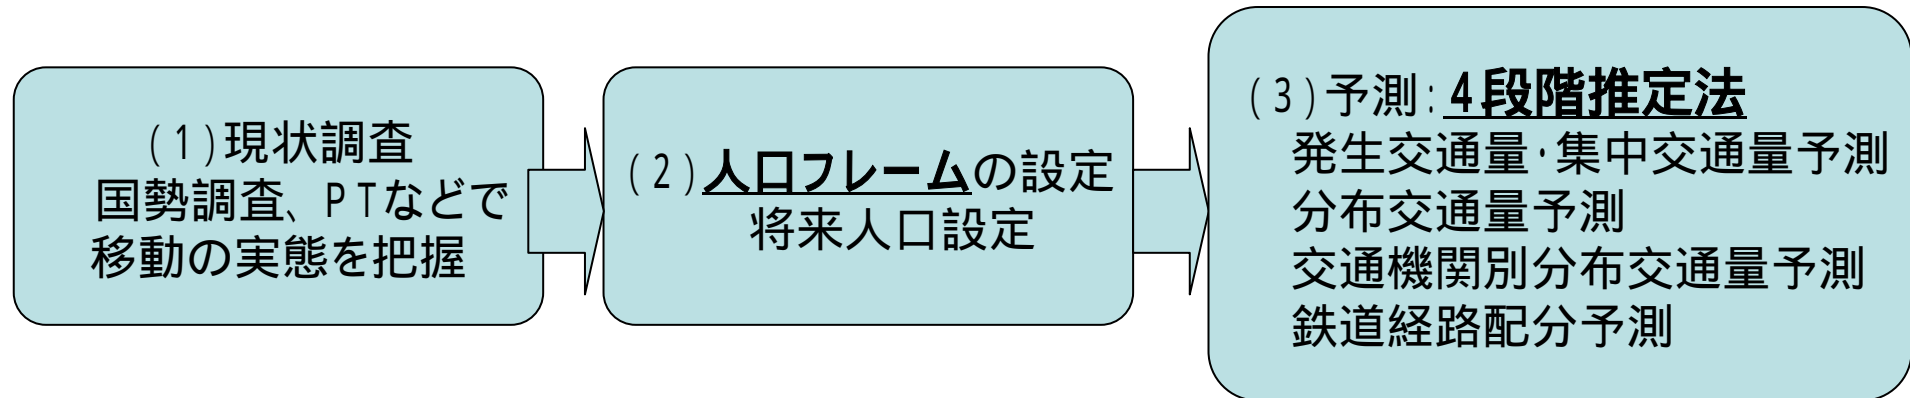 (1)現状調査
国勢調査、PTなどで
移動の実態を把握
(2)人口フレームの設定
将来人口設定
(3)予測:4段階推定法
発生交通量・集中交通量予測
分布交通量予測
交通機関別分布交通量予測
鉄道経路配分予測